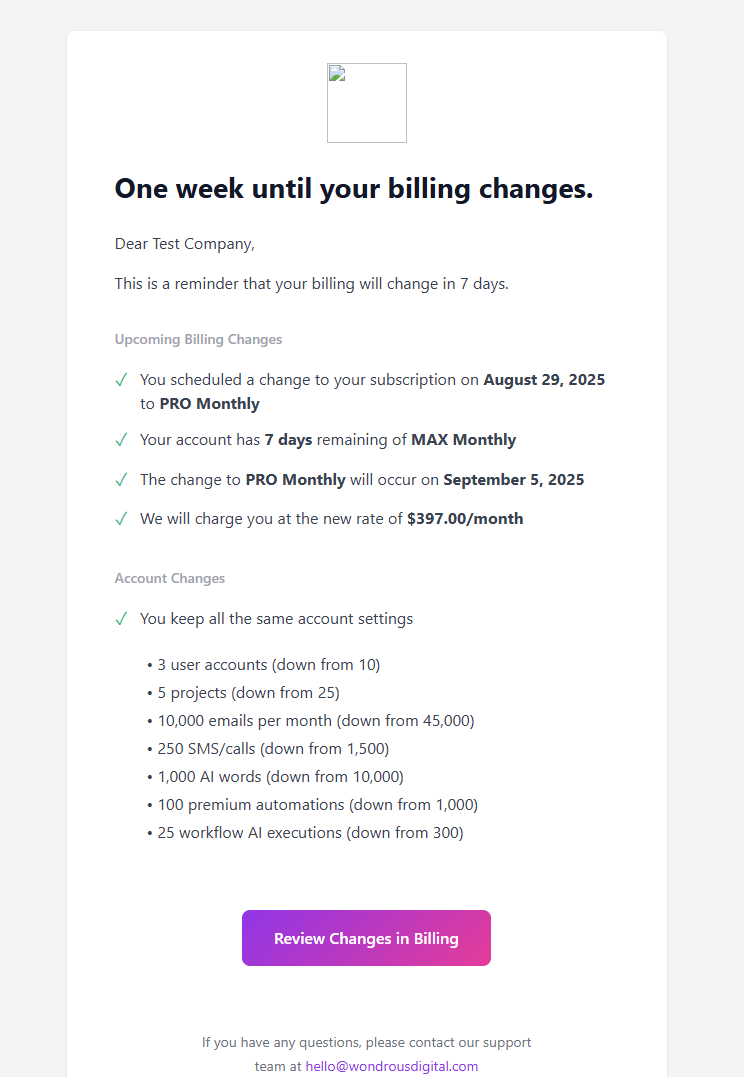 One week until your billing changes.
Dear Test Company,
This is a reminder that your billing will change in 7 days.
Upcoming Billing Changes
✓ You scheduled a change to your subscription on August 29, 2025
to PRO Monthly
✓ Your account has 7 days remaining of MAX Monthly
✓ The change to PRO Monthly will occur on September 5, 2025
✓ We will charge you at the new rate of $397.00/month
Account Changes
✓ You keep all the same account settings
• 3 user accounts (down from 10)
• 5 projects (down from 25)
• 10,000 emails per month (down from 45,000)
• 250 SMS/calls (down from 1,500)
• 1,000 AI words (down from 10,000)
• 100 premium automations (down from 1,000)
• 25 workflow AI executions (down from 300)
Review Changes in Billing
If you have any questions, please contact our support
team at hello@wondrousdigital.com